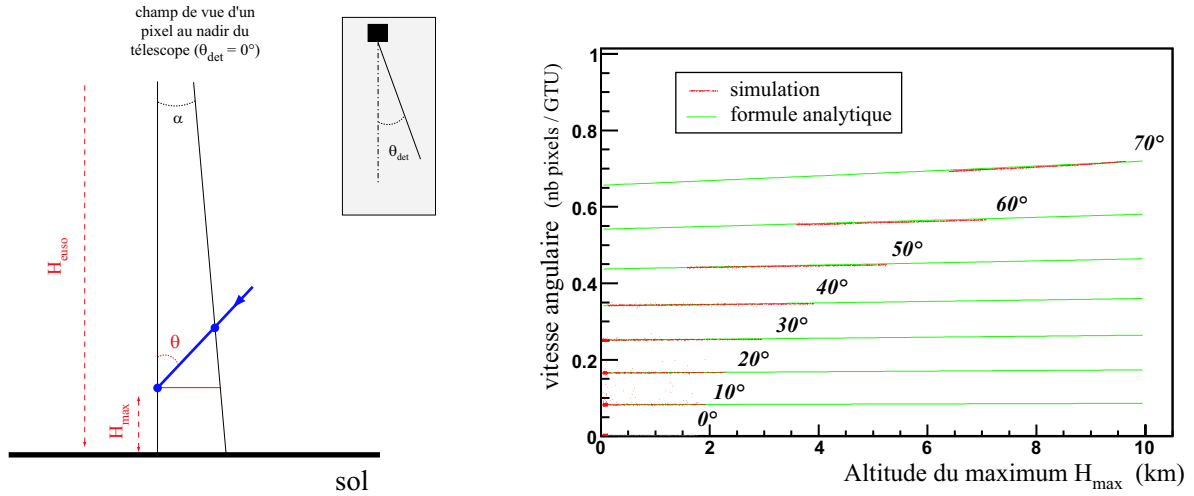 champ de vue d'un
pixel au nadir du
télescope (θdet = 0°)
α
θdet
Heuso
θ
Hmax
sol
vitesse angulaire (nb pixels / GTU)
1
0.8
0.6
0.4
0.2
0
simulation
formule analytique
70°
60°
50°
40°
30°
20°
10°
0°
0 2 4 6 8 10
Altitude du maximum Hmax (km)